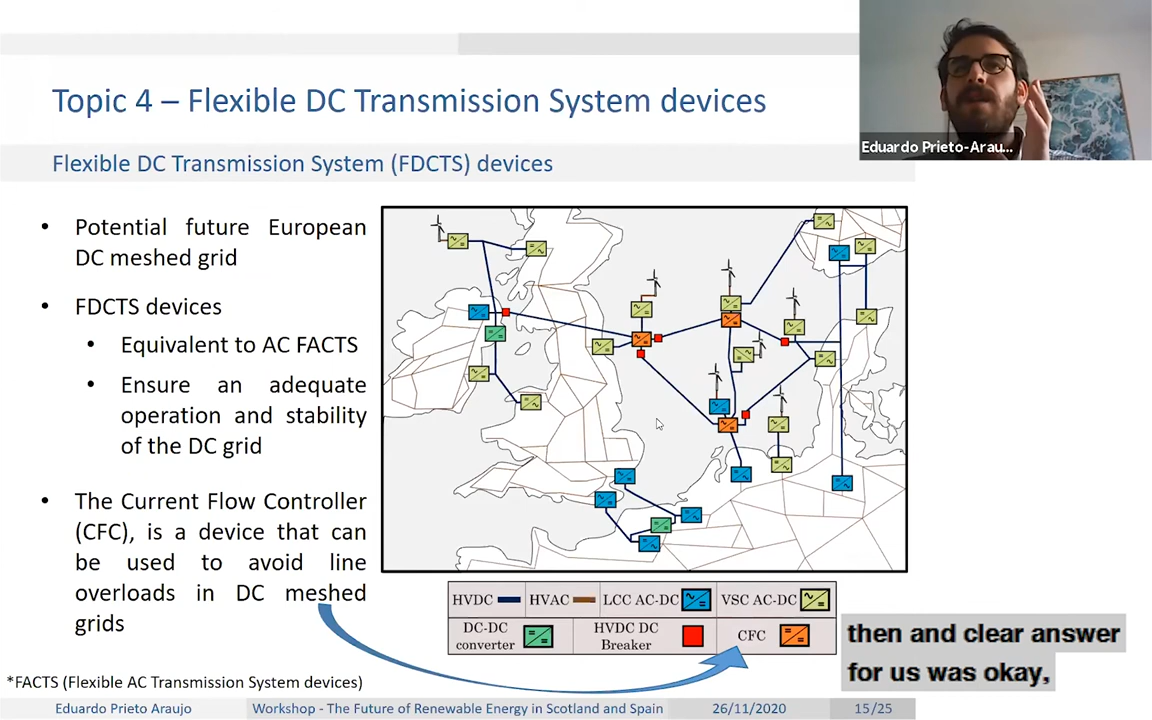 Topic 4 – Flexible DC Transmission System devices
Eduardo Prieto-Arau...
Flexible DC Transmission System (FDCTS) devices
• Potential future European
DC meshed grid
• FDCTS devices
• Equivalent to AC FACTS
• Ensure an adequate
operation and stability
of the DC grid
• The Current Flow Controller
(CFC), is a device that can
be used to avoid line
overloads in DC meshed
grids
HVDC HVAC LCC AC-DC VSC AC-DC
DC-DC
converter
HVDC DC
Breaker
CFC
then and clear answer
for us was okay,
*FACTS (Flexible AC Transmission System devices)
Eduardo Prieto Araujo Workshop - The Future of Renewable Energy in Scotland and Spain 26/11/2020 15/25